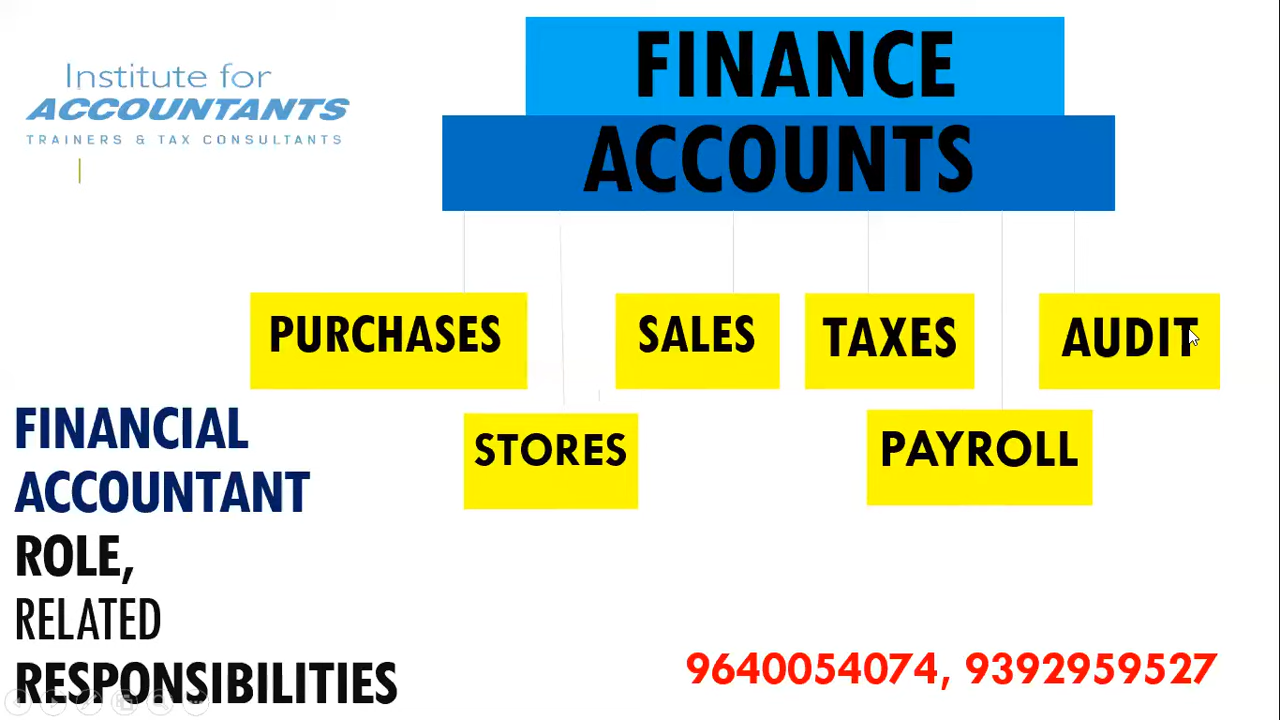 Institute for
ACCOUNTANTS
TRAINERS & TAX CONSULTANTS
FINANCE
ACCOUNTS
PURCHASES
SALES
TAXES
AUDIT
STORES
PAYROLL
FINANCIAL
ACCOUNTANT
ROLE,
RELATED
RESPONSIBILITIES
9640054074, 9392959527